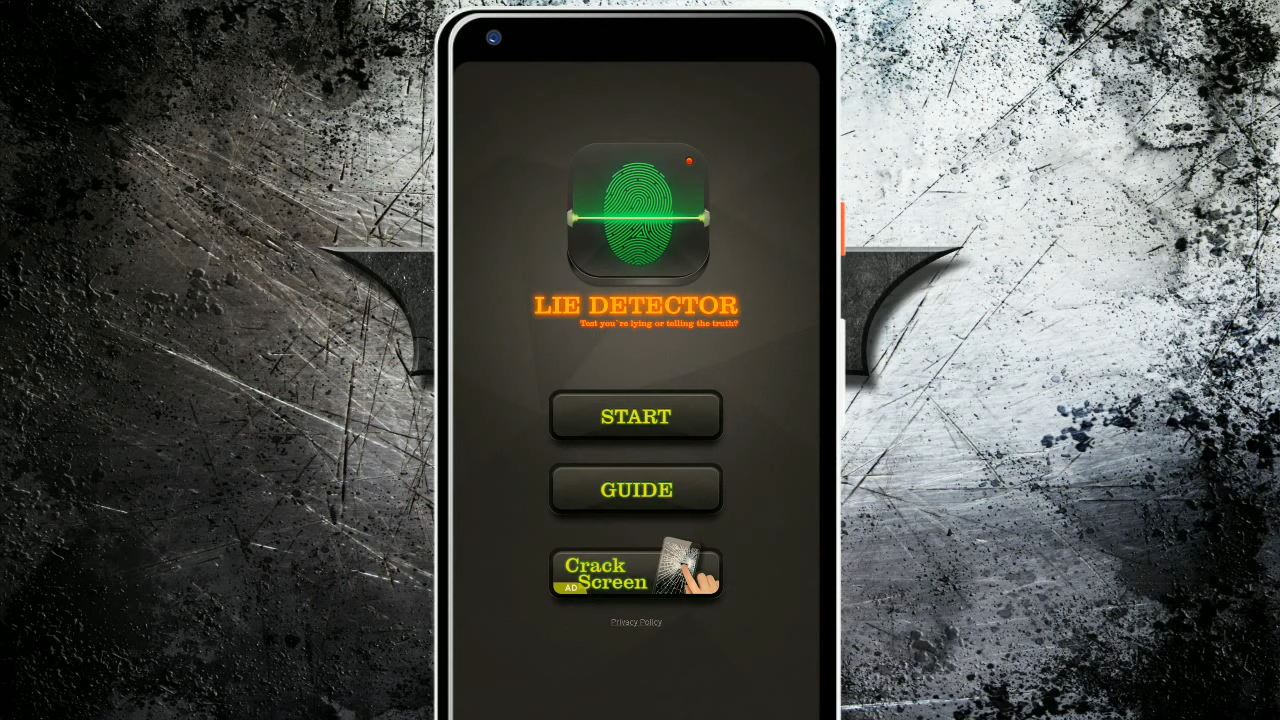 LIE DETECTOR
Test you`re lying or telling the truth?
START
GUIDE
Crack
Screen
AD
Privacy Policy